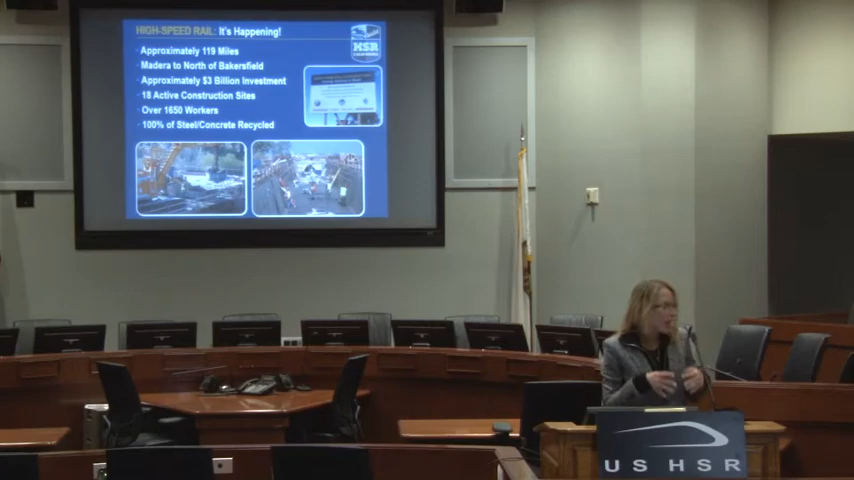 HIGH-SPEED RAIL: It's Happening!
Approximately 119 Miles
Madera to North of Bakersfield
Approximately $3 Billion Investment
18 Active Construction Sites
Over 1650 Workers
100% of Steel/Concrete Recycled
HSR
US HSR